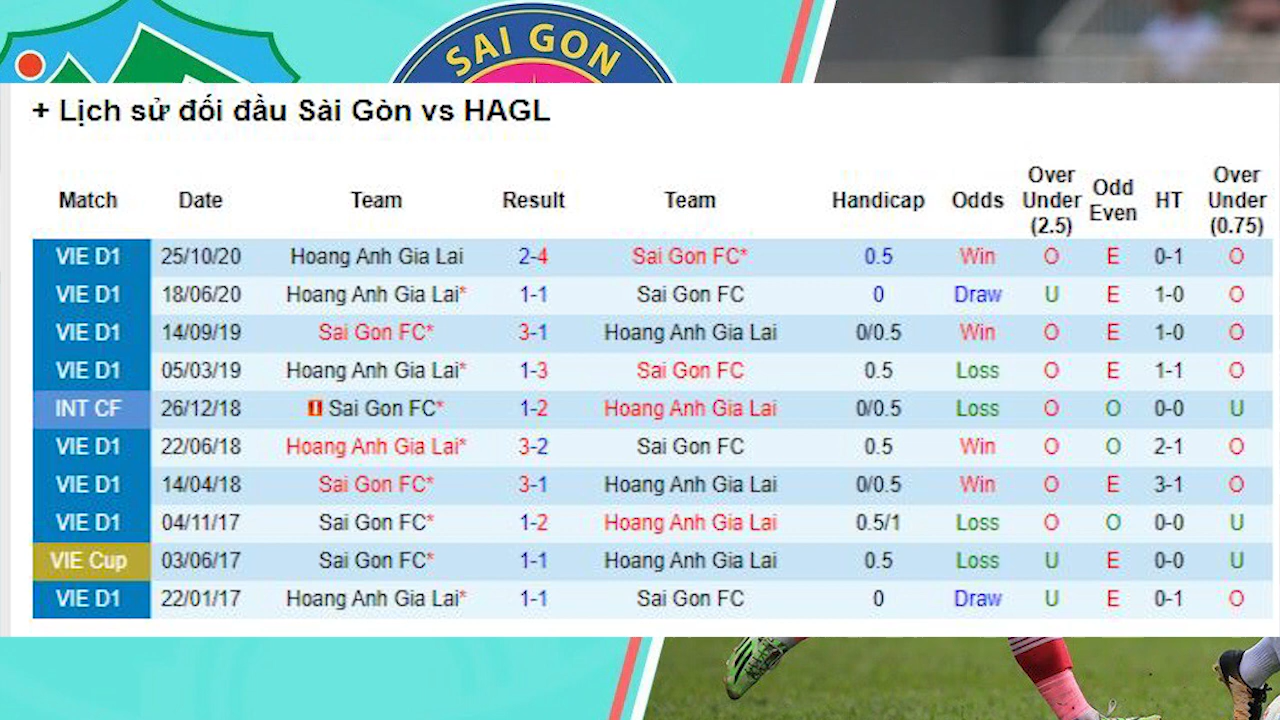 SAI GON
+ Lịch sử đối đầu Sài Gòn vs HAGL
Match Date Team Result Team Handicap Odds Over Under (2.5) Odd Even HT Over Under (0.75)
VIE D1 25/10/20 Hoang Anh Gia Lai 2-4 Sai Gon FC* 0.5 Win O E 0-1 O
VIE D1 18/06/20 Hoang Anh Gia Lai* 1-1 Sai Gon FC 0 Draw U E 1-0 O
VIE D1 14/09/19 Sai Gon FC* 3-1 Hoang Anh Gia Lai 0/0.5 Win O E 1-0 O
VIE D1 05/03/19 Hoang Anh Gia Lai* 1-3 Sai Gon FC 0.5 Loss O E 1-1 O
INT CF 26/12/18 Sai Gon FC* 1-2 Hoang Anh Gia Lai 0/0.5 Loss O O 0-0 U
VIE D1 22/06/18 Hoang Anh Gia Lai* 3-2 Sai Gon FC 0.5 Win O O 2-1 O
VIE D1 14/04/18 Sai Gon FC* 3-1 Hoang Anh Gia Lai 0/0.5 Win O E 3-1 O
VIE D1 04/11/17 Sai Gon FC* 1-2 Hoang Anh Gia Lai 0.5/1 Loss O O 0-0 U
VIE Cup 03/06/17 Sai Gon FC* 1-1 Hoang Anh Gia Lai 0.5 Loss U E 0-0 U
VIE D1 22/01/17 Hoang Anh Gia Lai* 1-1 Sai Gon FC 0 Draw U E 0-1 O